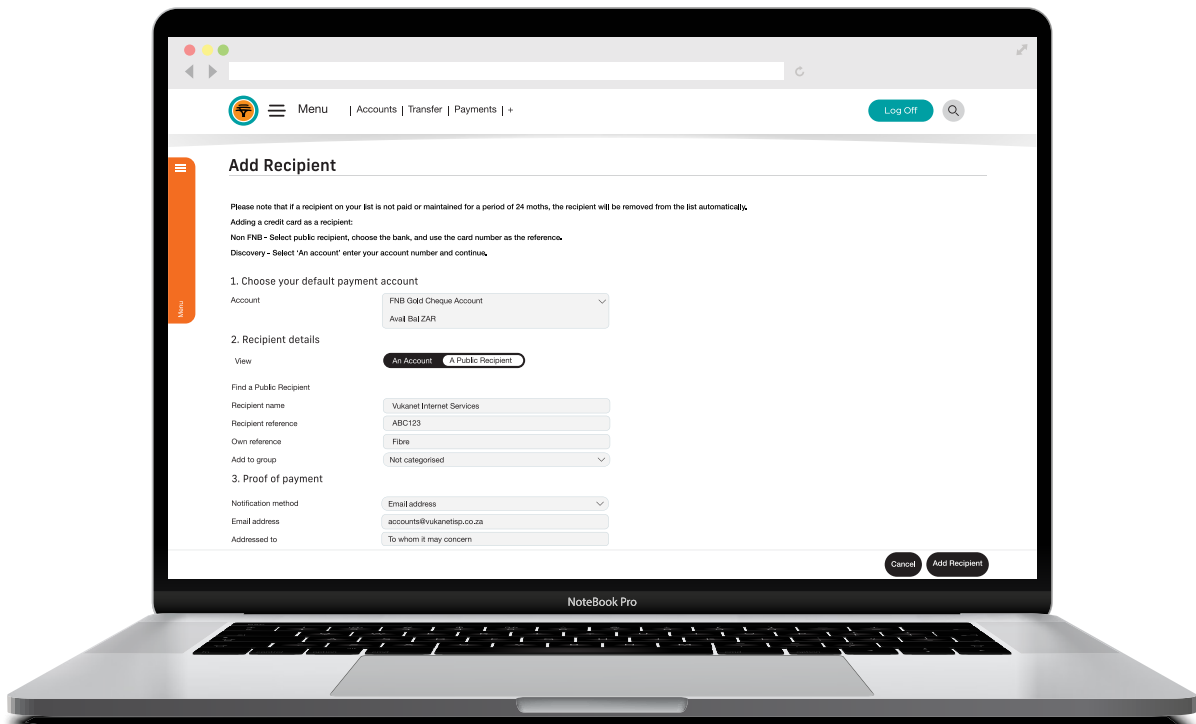 Menu | Accounts | Transfer | Payments | +
Log Off
Add Recipient
Menu
Please note that if a recipient on your list is not paid or maintained for a period of 24 moths, the recipient will be removed from the list automatically.
Adding a credit card as a recipient:
Non FNB - Select public recipient, choose the bank, and use the card number as the reference.
Discovery - Select 'An account' enter your account number and continue.
1. Choose your default payment account
Account FNB Gold Cheque Account
Avail Bal ZAR
2. Recipient details
View An Account A Public Recipient
Find a Public Recipient
Recipient name Vukanet Internet Services
Recipient reference ABC123
Own reference Fibre
Add to group Not categorised
3. Proof of payment
Notification method Email address
Email address accounts@vukanetisp.co.za
Addressed to To whom it may concern
Cancel Add Recipient
NoteBook Pro